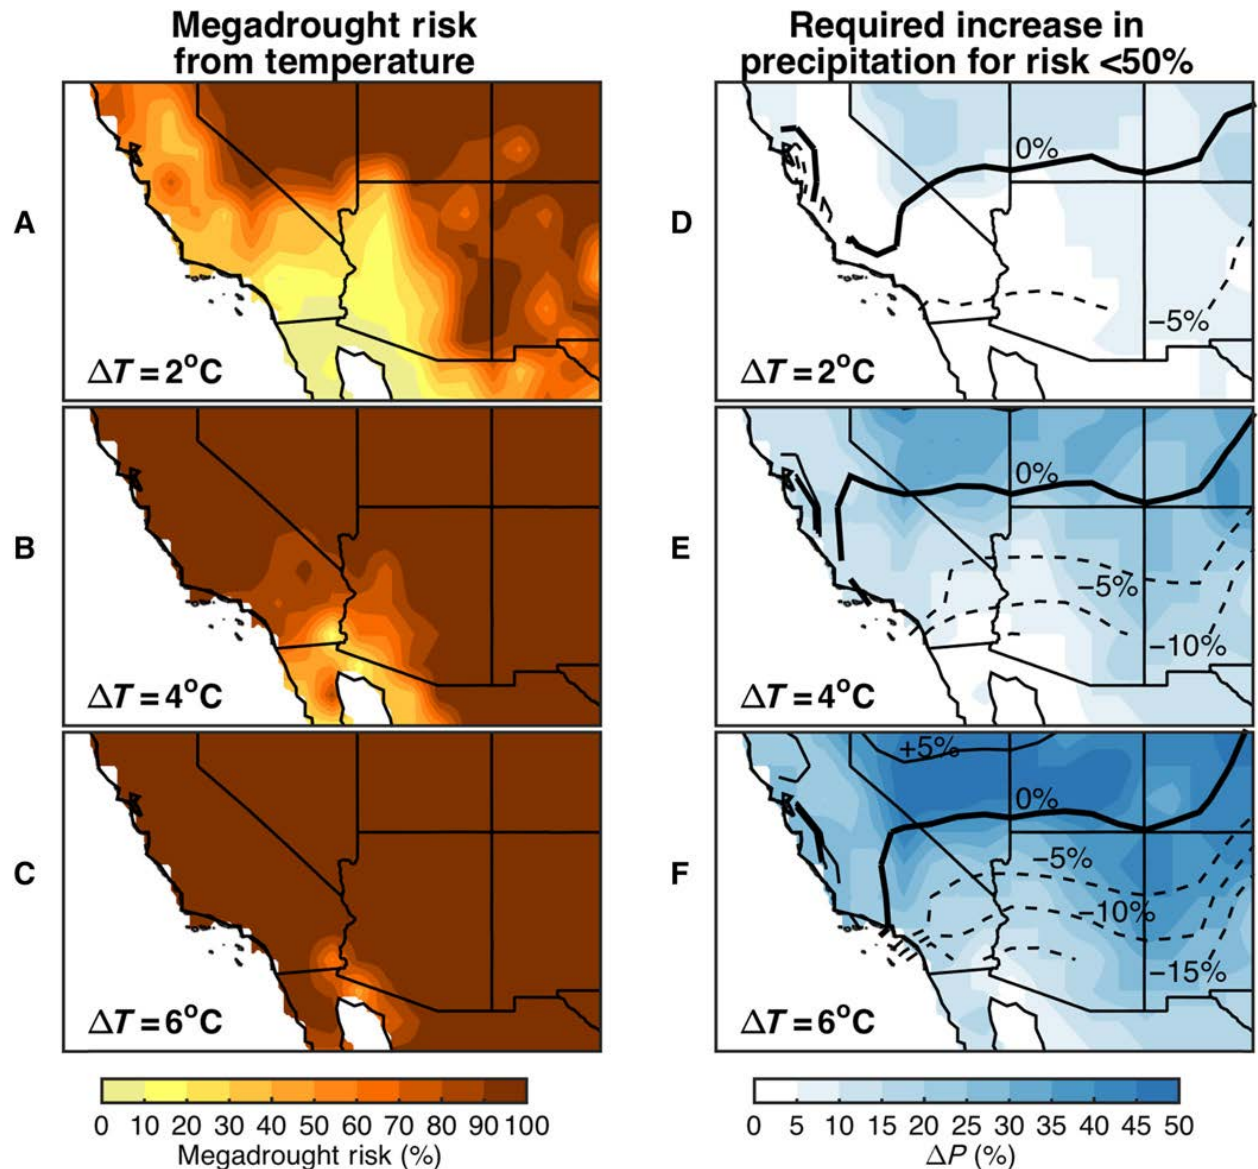 Megadrought risk
from temperature
Required increase in
precipitation for risk <50%
A
ΔT = 2°C
D
0%
−5%
ΔT = 2°C
B
ΔT = 4°C
E
0%
−5%
−10%
ΔT = 4°C
C
ΔT = 6°C
F
+5%
0%
−5%
−10%
−15%
ΔT = 6°C
0 10 20 30 40 50 60 70 80 90 100
Megadrought risk (%)
0 5 10 15 20 25 30 35 40 45 50
ΔP (%)